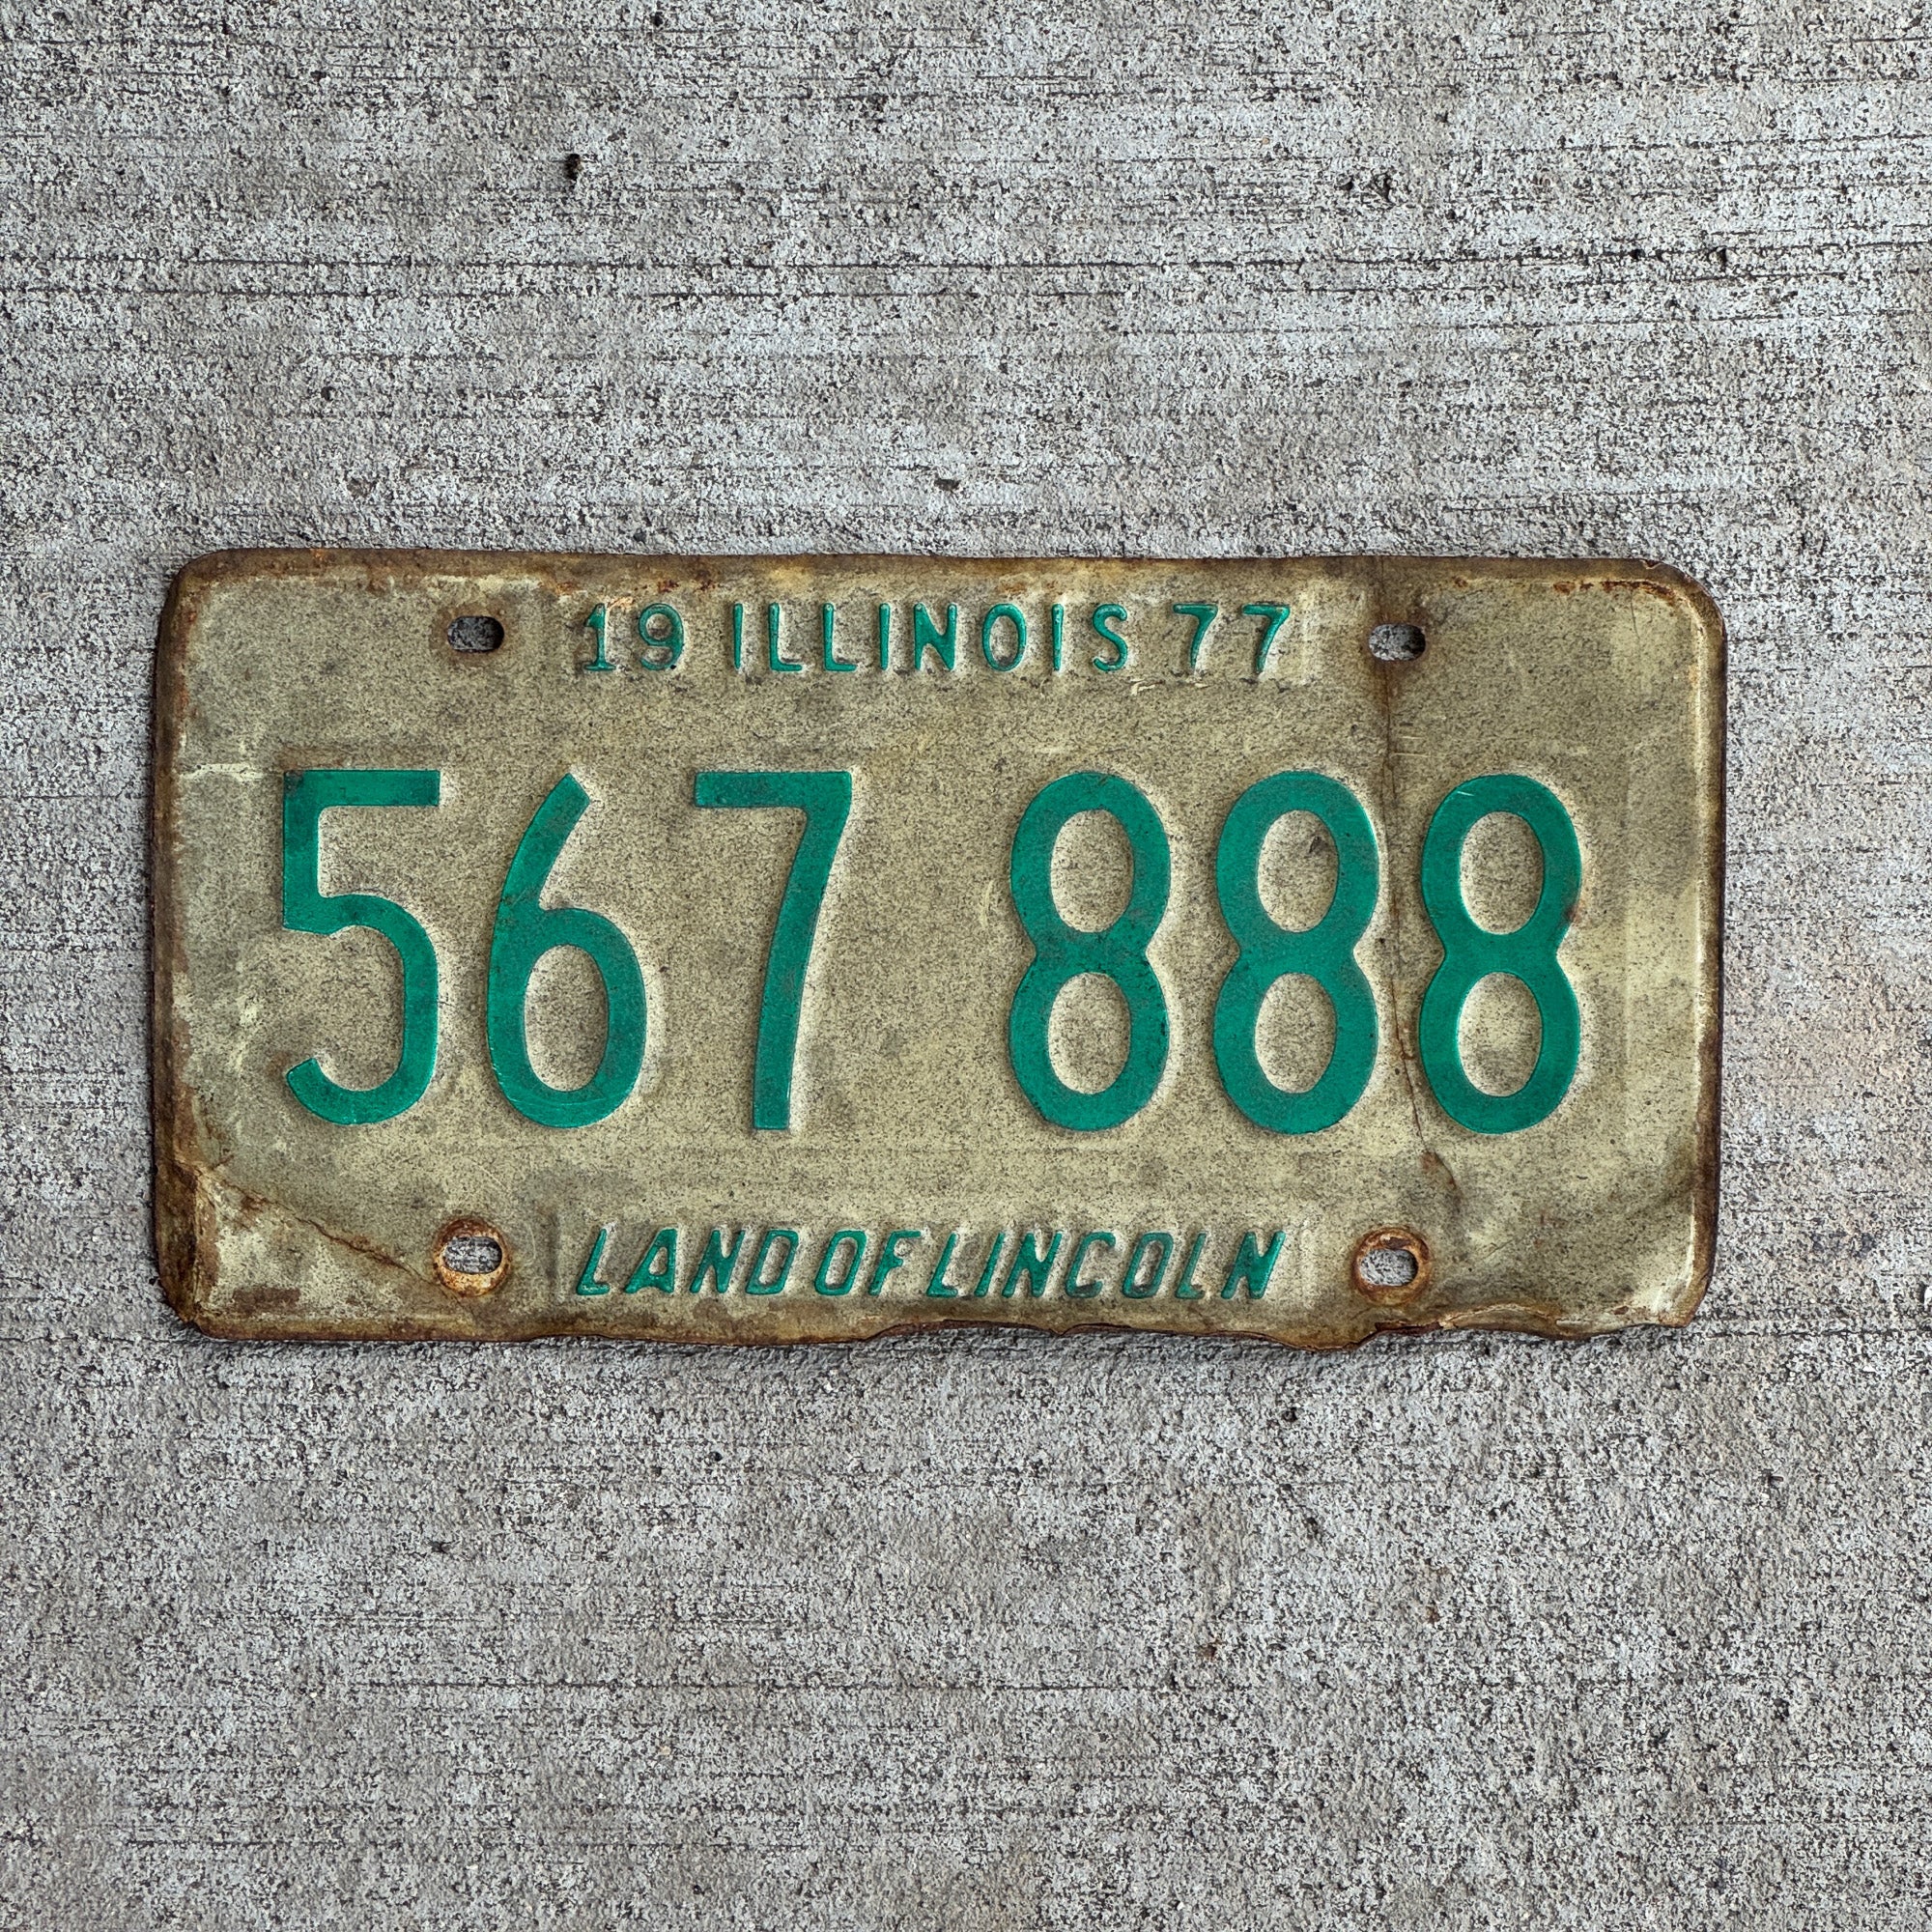 19 ILLINOIS 77
567 888
LAND OF LINCOLN